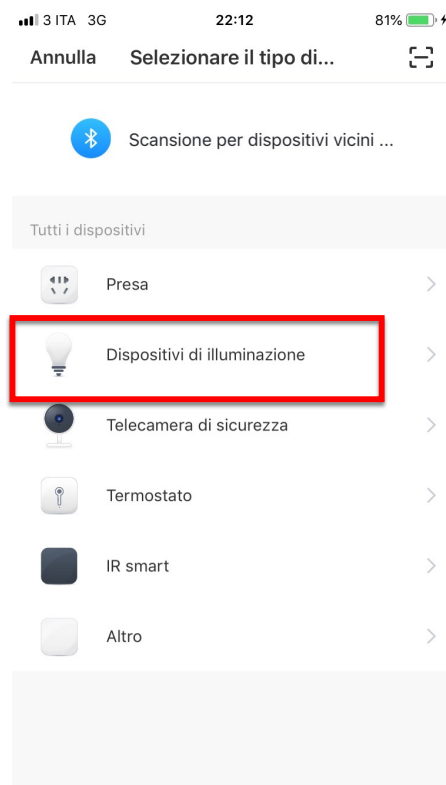 3 ITA 3G 22:12 81%
Annulla Selezionare il tipo di...
Scansione per dispositivi vicini ...
Tutti i dispositivi
Presa
Dispositivi di illuminazione
Telecamera di sicurezza
Termostato
IR smart
Altro